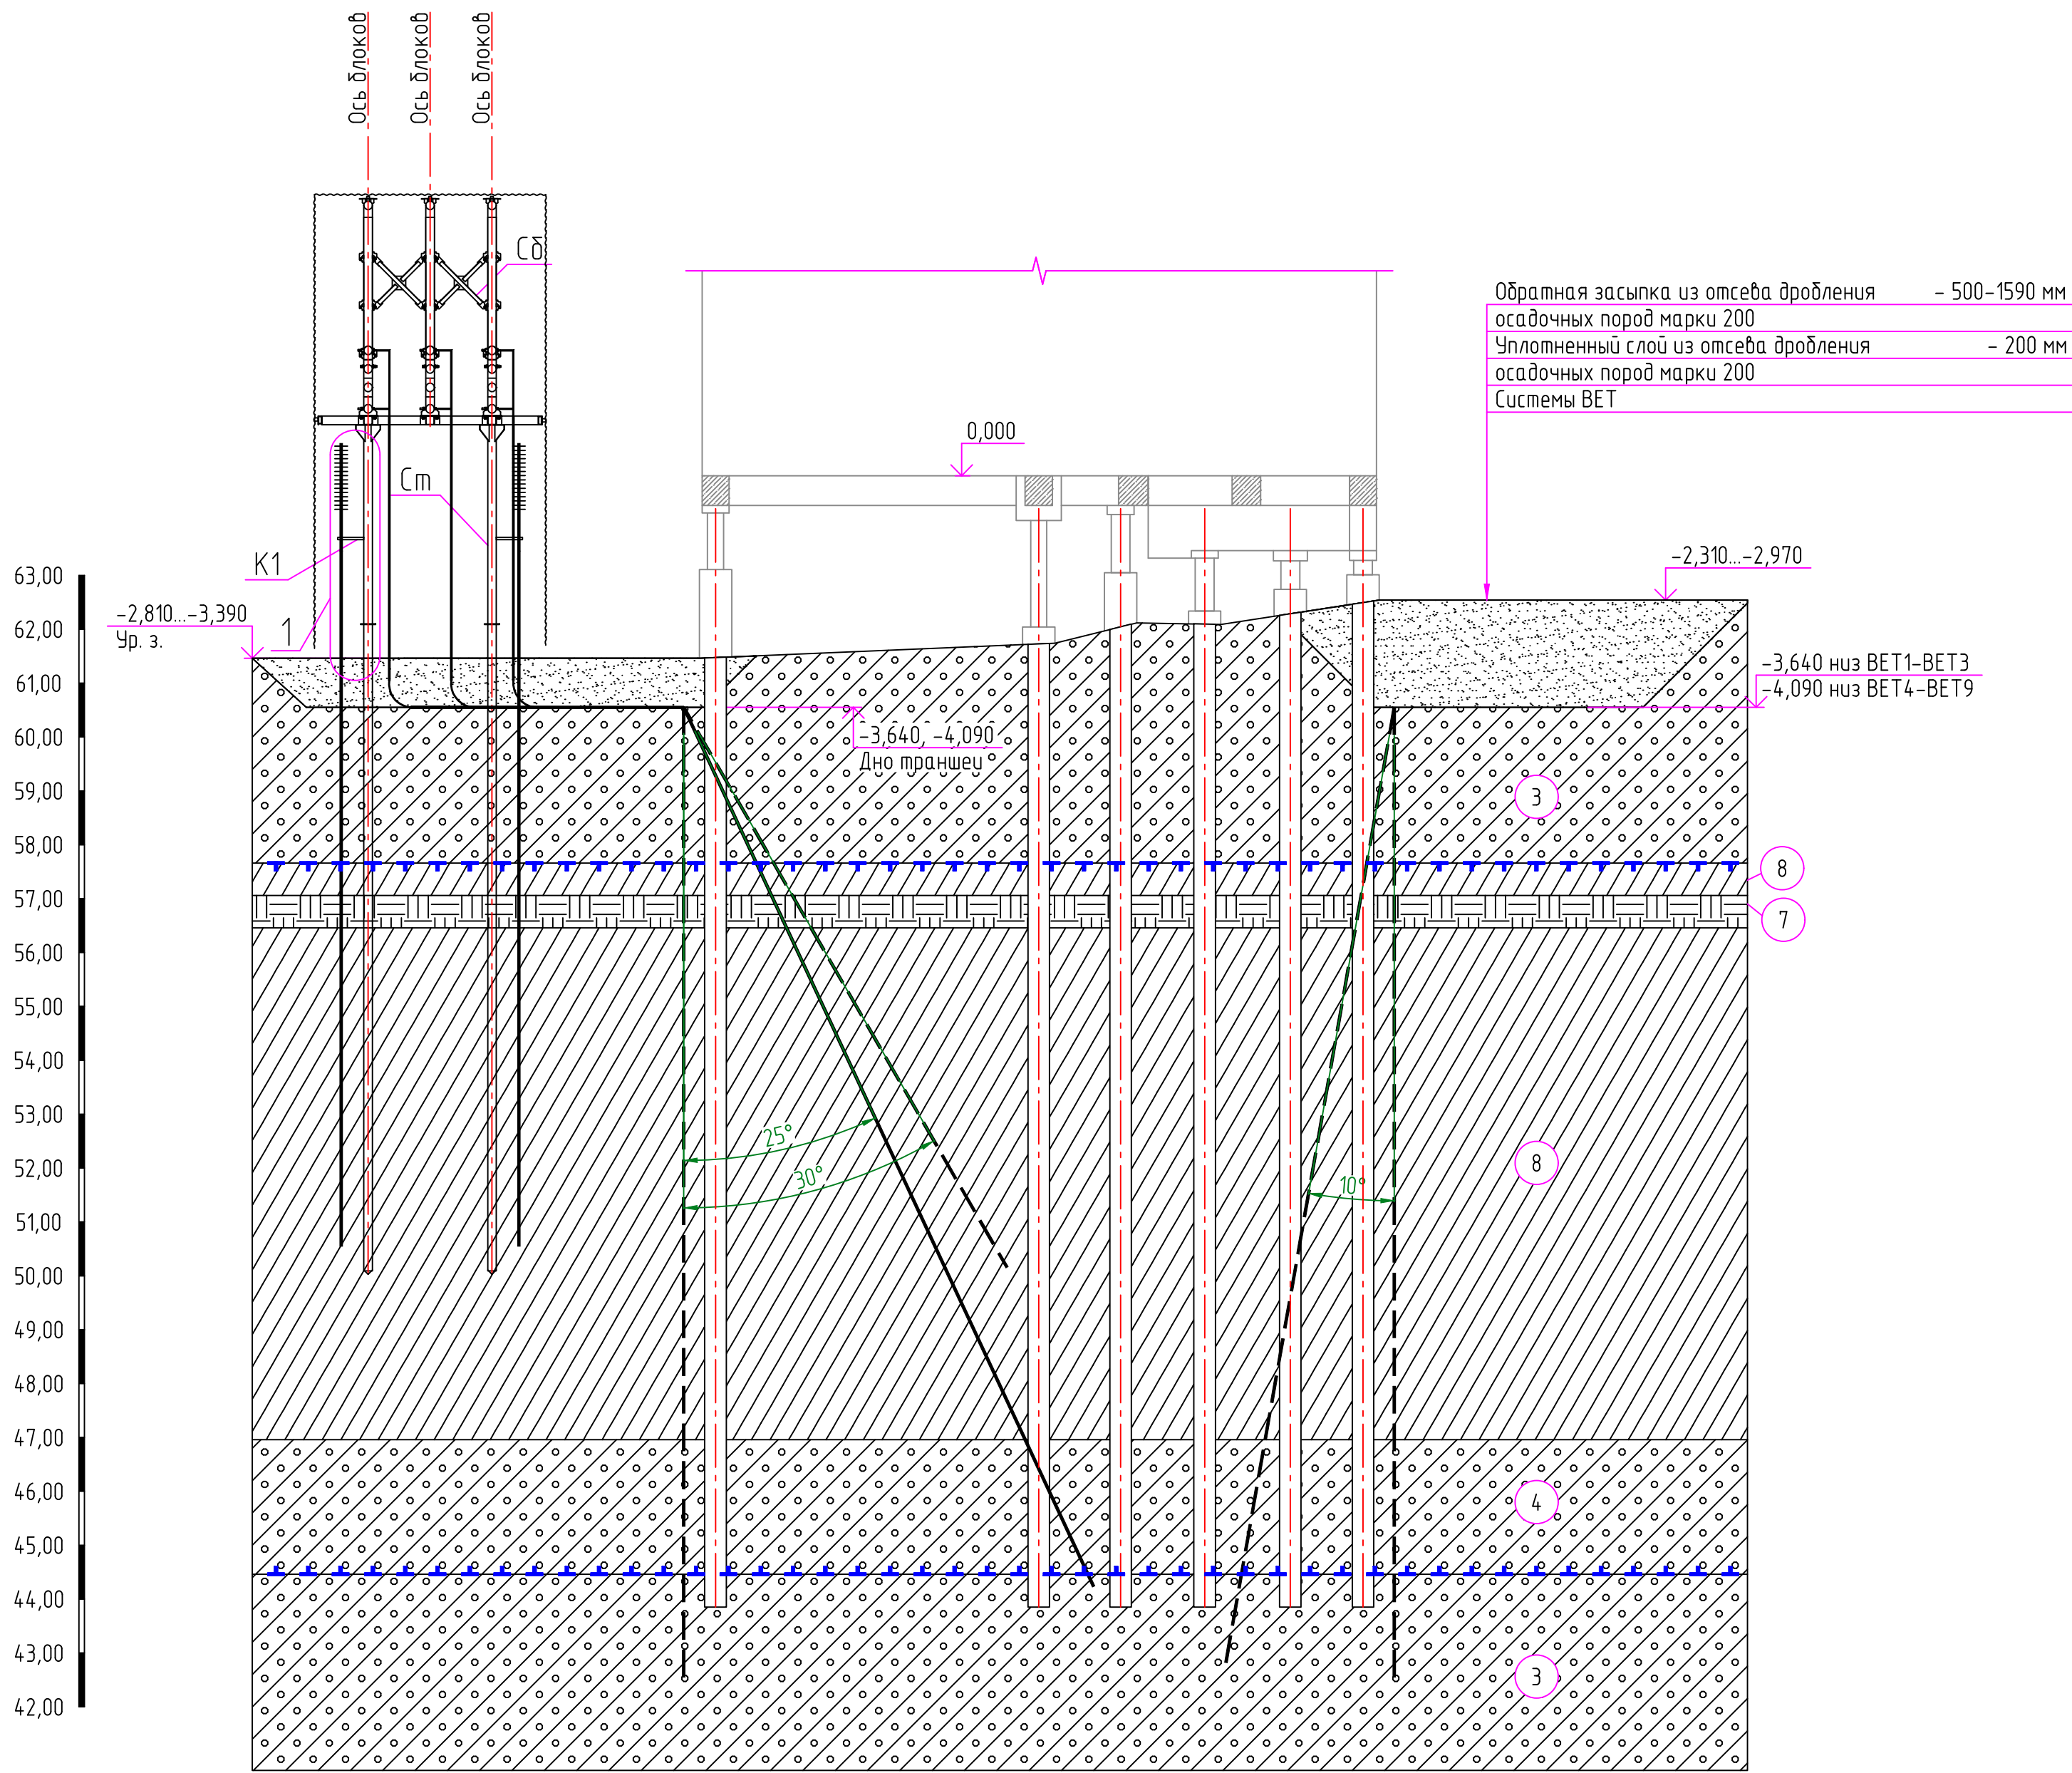 Ось блоков
Ось блоков
Ось блоков
Сб
Обратная засыпка из отсева дробления - 500-1590 мм
осадочных пород марки 200
Уплотненный слой из отсева дробления - 200 мм
осадочных пород марки 200
Системы ВЕТ
0,000
Ст
К1
1
-2,810...-3,390
Ур. з.
-2,310...-2,970
-3,640 низ ВЕТ1-ВЕТ3
-4,090 низ ВЕТ4-ВЕТ9
-3,640, -4,090
Дно траншеи
63,00
62,00
61,00
60,00
59,00
58,00
57,00
56,00
55,00
54,00
53,00
52,00
51,00
50,00
49,00
48,00
47,00
46,00
45,00
44,00
43,00
42,00
3
8
7
25°
30°
10°
8
4
3